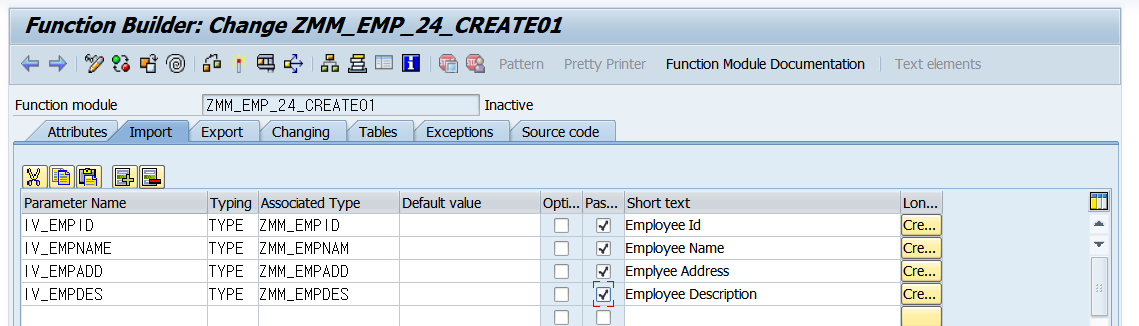 Function Builder: Change ZMM_EMP_24_CREATE01
Pattern Pretty Printer Function Module Documentation Text elements
Function module ZMM_EMP_24_CREATE01 Inactive
Attributes Import Export Changing Tables Exceptions Source code
Parameter Name Typing Associated Type Default value Opti... Pas... Short text Lon...
IV_EMPID TYPE ZMM_EMPID Employee Id Cre...
IV_EMPNAME TYPE ZMM_EMPNAM Employee Name Cre...
IV_EMPADD TYPE ZMM_EMPADD Emplyee Address Cre...
IV_EMPDES TYPE ZMM_EMPDES Employee Description Cre...